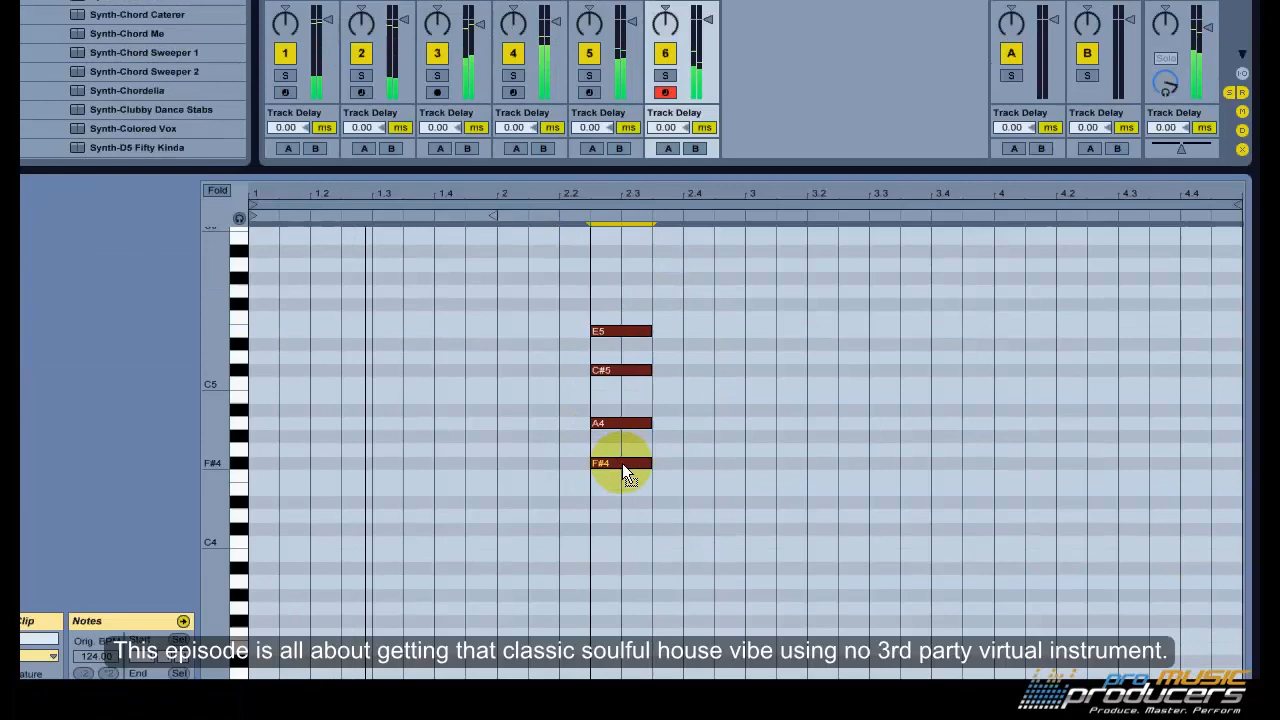 Synth-Chord Caterer
Synth-Chord Me
Synth-Chord Sweeper 1
Synth-Chord Sweeper 2
Synth-Chordelia
Synth-Clubby Dance Stabs
Synth-Colored Vox
Synth-D5 Fifty Kinda
1 2 3 4 5 6 A B
S S S S S S S S Solo
S R
M
D
X
Track Delay Track Delay Track Delay Track Delay Track Delay Track Delay Track Delay Track Delay Track Delay
0.00 ms 0.00 ms 0.00 ms 0.00 ms 0.00 ms 0.00 ms 0.00 ms 0.00 ms 0.00 ms
A B A B A B A B A B A B A B A B
Fold 1 1.2 1.3 1.4 2 2.2 2.3 2.4 3 3.2 3.3 3.4 4 4.2 4.3 4.4
E5
C#5
C5
A4
F#4 F#4
C4
lip Notes
Orig. BPM Start Set
124.00
ature End Set
This episode is all about getting that classic soulful house vibe using no 3rd party virtual instrument.
pro MUSIC
producers
Produce. Master. Perform